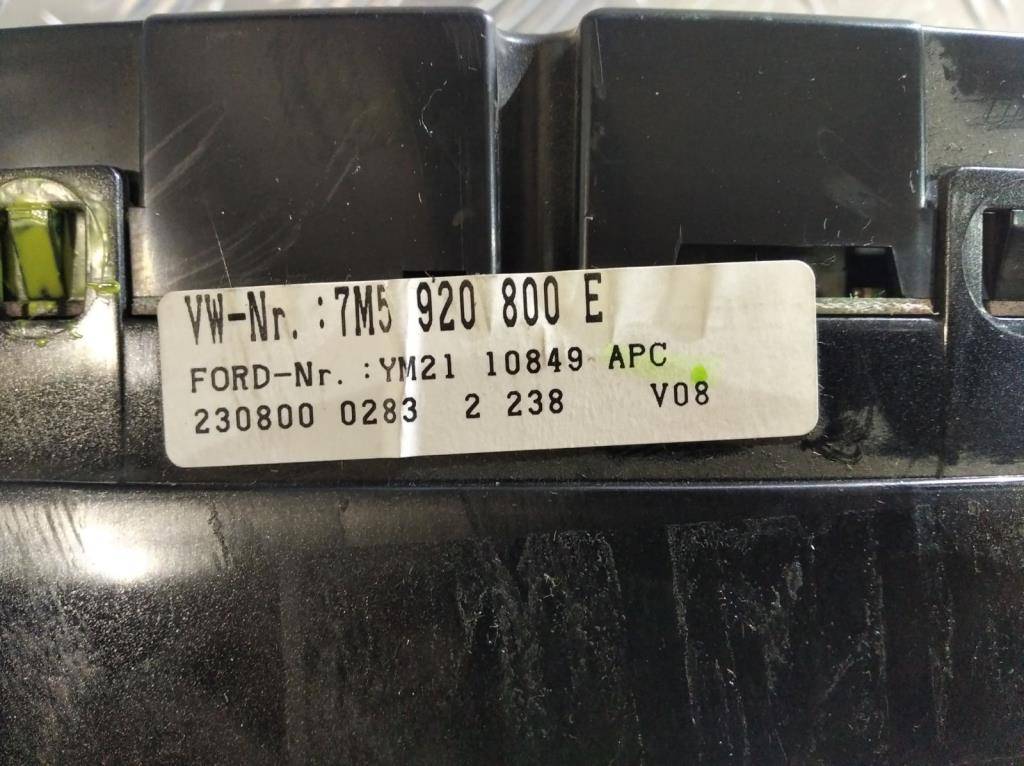 VW-Nr. :7M5 920 800 E
FORD-Nr. :YM21 10849 APC
230800 0283 2 238 V08